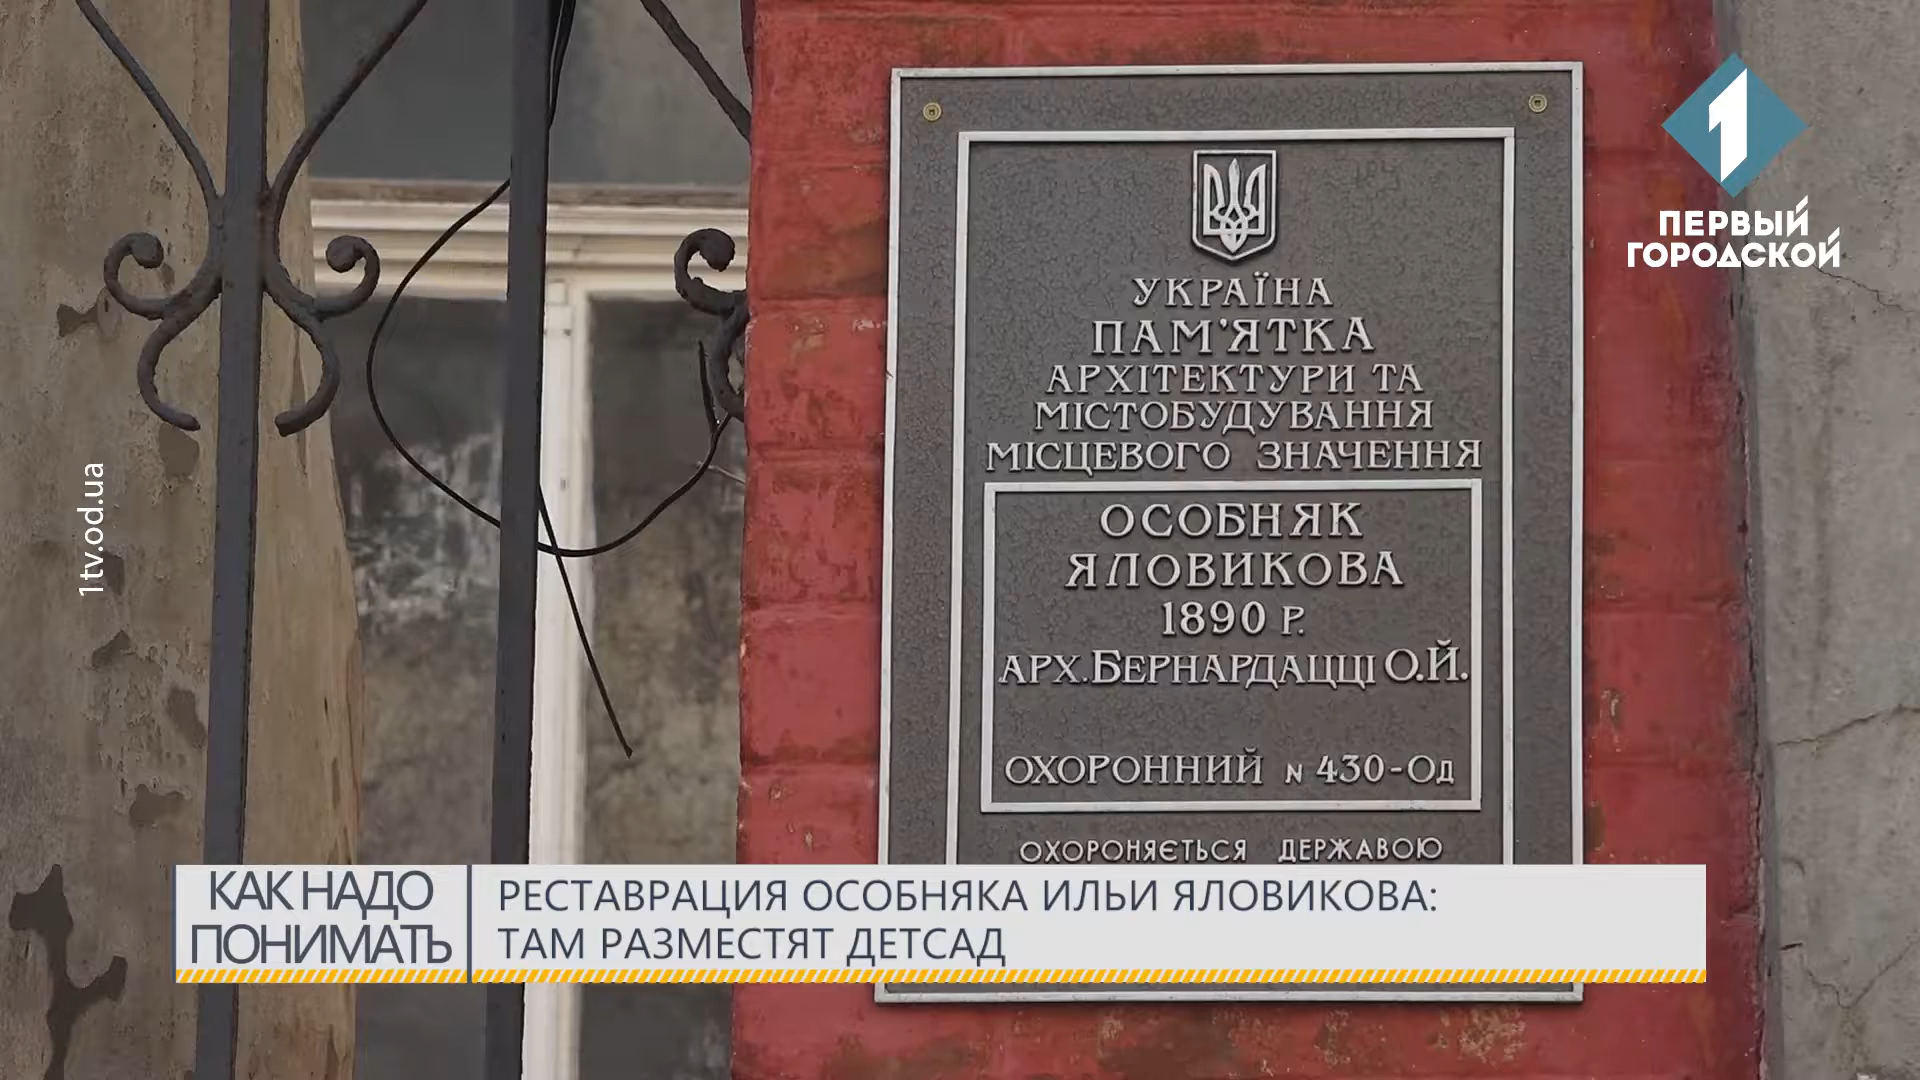 1
ПЕРВЫЙ
ГОРОДСКОЙ
1tv.od.ua
УКРАЇНА
ПАМ'ЯТКА
АРХІТЕКТУРИ ТА
МІСТОБУДУВАННЯ
МІСЦЕВОГО ЗНАЧЕННЯ
ОСОБНЯК
ЯЛОВИКОВА
1890 Р.
АРХ. БЕРНАРДАЦЦІ О.Й.
ОХОРОННИЙ N 430-ОД
ОХОРОНЯЄТЬСЯ ДЕРЖАВОЮ
КАК НАДО
ПОНИМАТЬ
РЕСТАВРАЦИЯ ОСОБНЯКА ИЛЬИ ЯЛОВИКОВА:
ТАМ РАЗМЕСТЯТ ДЕТСАД